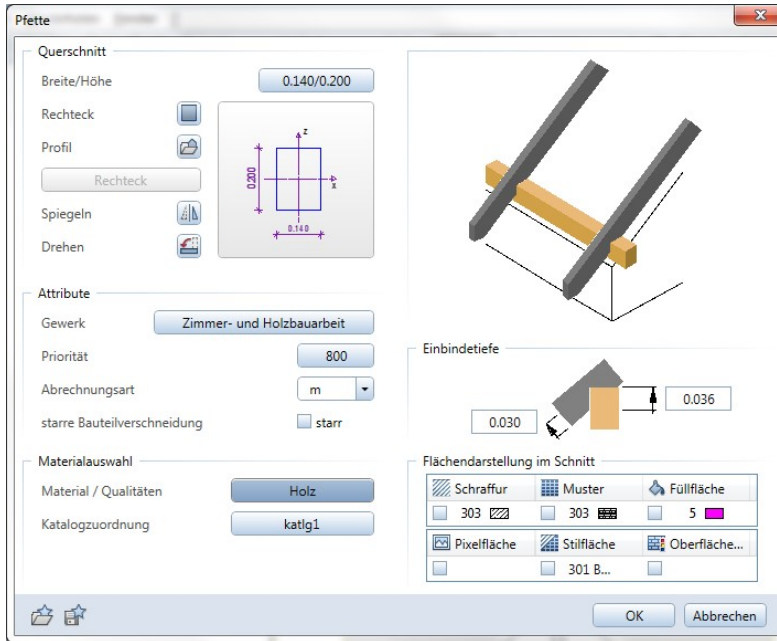 Pfette
Querschnitt
Breite/Höhe
0.140/0.200
Rechteck
Profil
Rechteck
Spiegeln
Drehen
z
x
0.200
0.140
Attribute
Gewerk
Zimmer- und Holzbauarbeit
Priorität
800
Abrechnungsart
m
starre Bauteilverschneidung
starr
Materialauswahl
Material / Qualitäten
Holz
Katalogzuordnung
katlg1
Einbindetiefe
0.030
0.036
Flächendarstellung im Schnitt
Schraffur Muster Füllfläche
303 303 5
Pixelfläche Stilfläche Oberfläche...
301 B...
OK Abbrechen